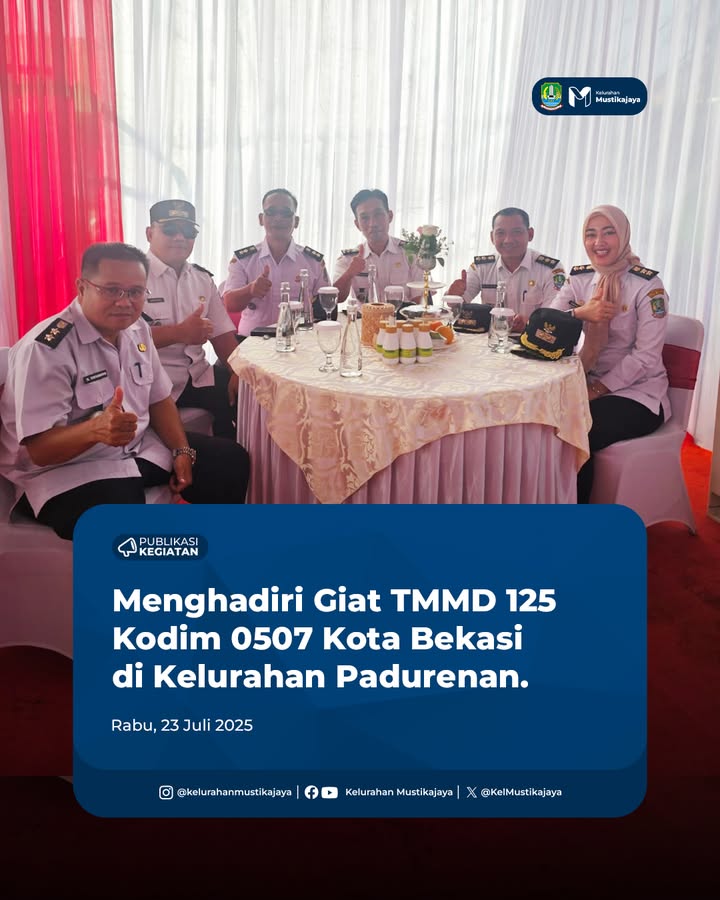 Kelurahan
Mustikajaya
PUBLIKASI
KEGIATAN
Menghadiri Giat TMMD 125
Kodim 0507 Kota Bekasi
di Kelurahan Padurenan.
Rabu, 23 Juli 2025
@kelurahanmustikajaya | Kelurahan Mustikajaya | @KelMustikajaya